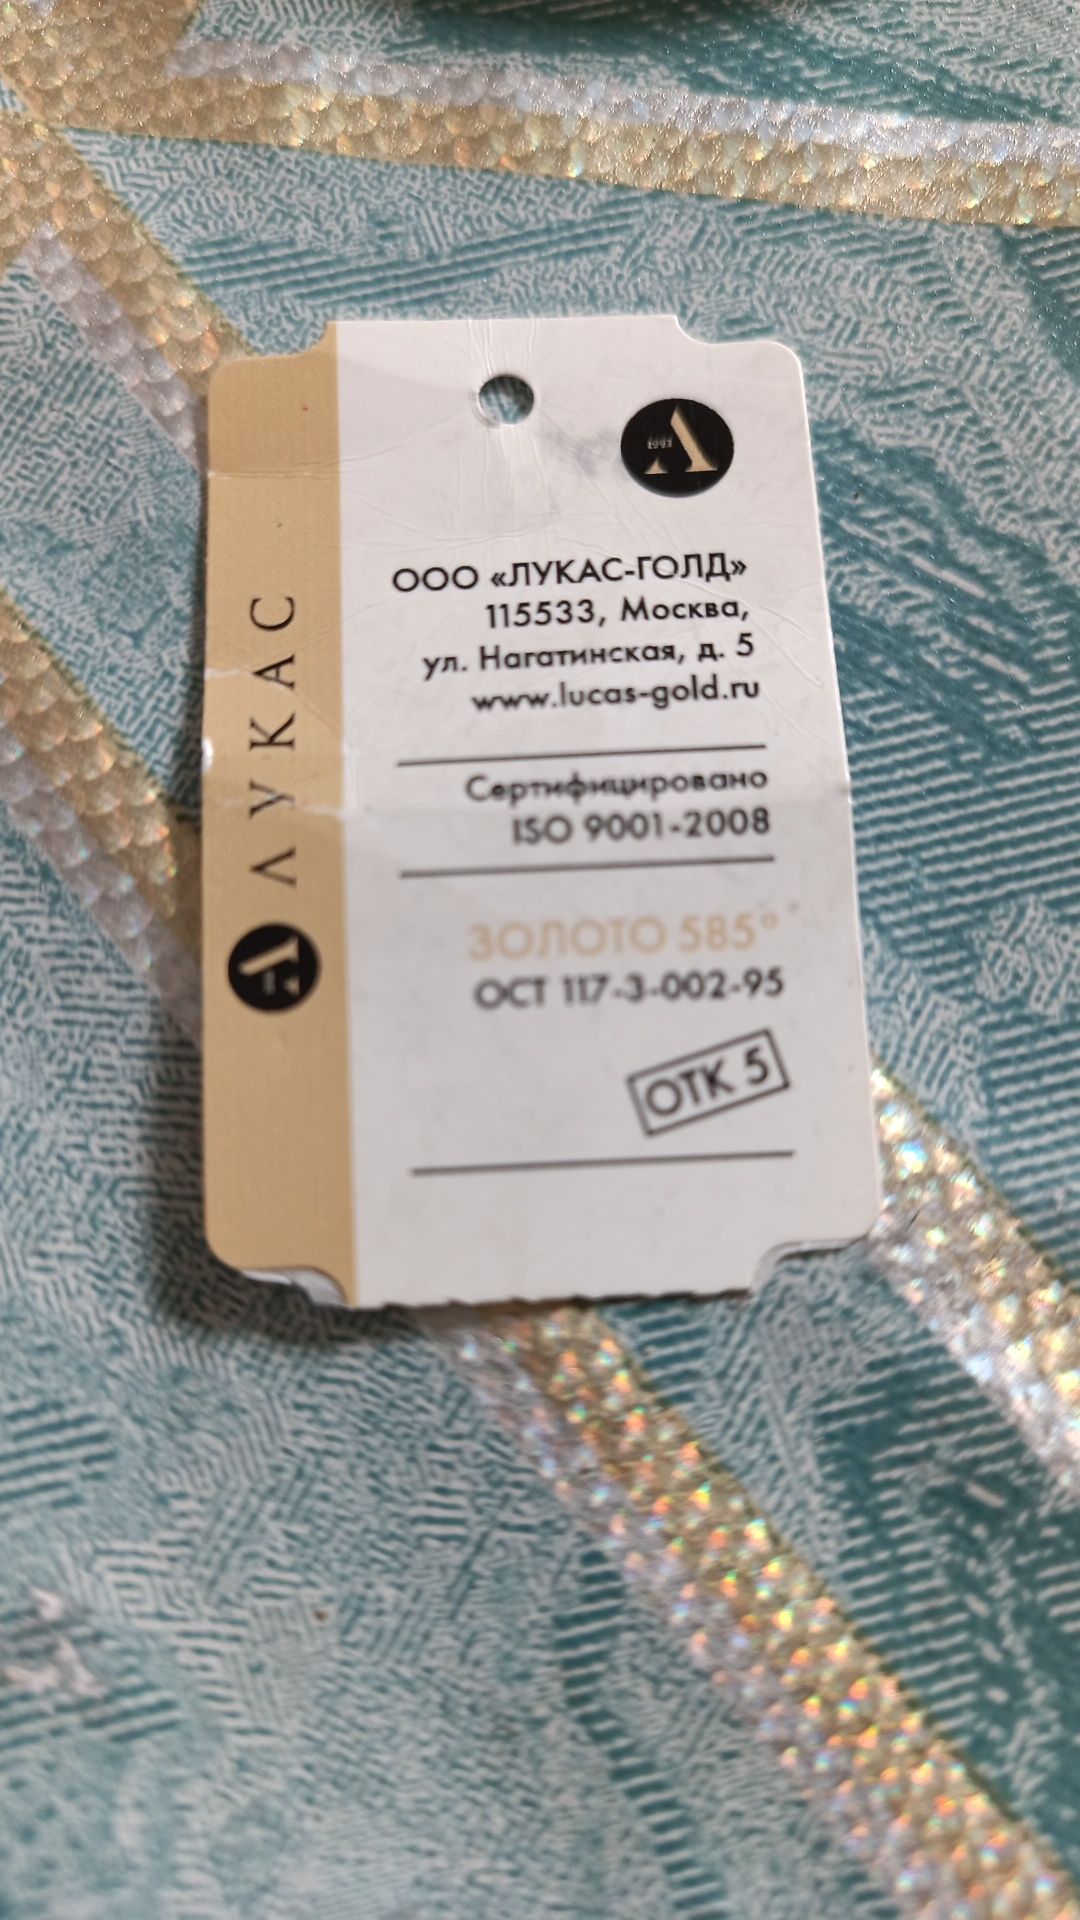 1993
ООО «ЛУКАС-ГОЛД»
115533, Москва,
ул. Нагатинская, д. 5
www.lucas-gold.ru
Сертифицировано
ISO 9001-2008
ЗОЛОТО 585°
ОСТ 117-3-002-95
ОТК 5
ЛУКАС